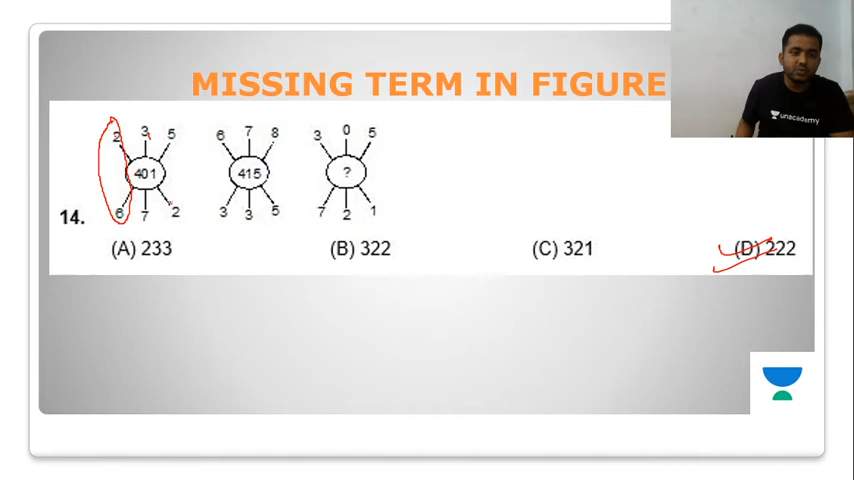 MISSING TERM IN FIGURE
unacademy
2 3 5 6 7 8 3 0 5
401 415 ?
6 7 2 3 3 5 7 2 1
14.
(A) 233 (B) 322 (C) 321 (D) 222